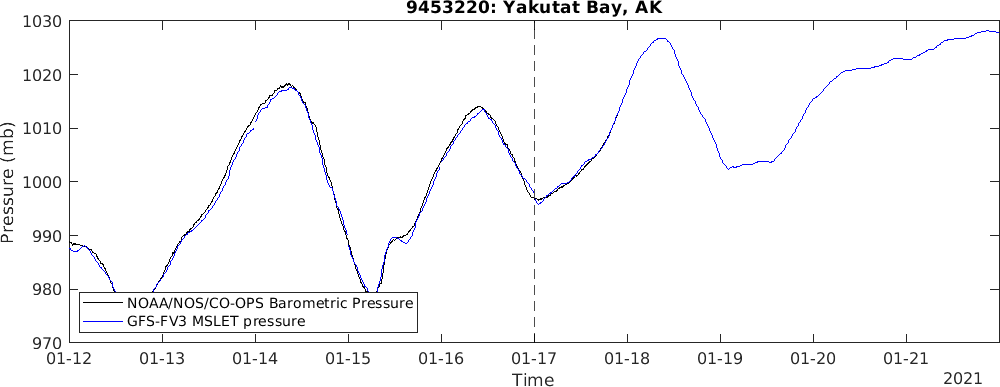 9453220: Yakutat Bay, AK
Pressure (mb)
1030
1020
1010
1000
990
980
970
NOAA/NOS/CO-OPS Barometric Pressure
GFS-FV3 MSLET pressure
01-12 01-13 01-14 01-15 01-16 01-17 01-18 01-19 01-20 01-21
Time
2021